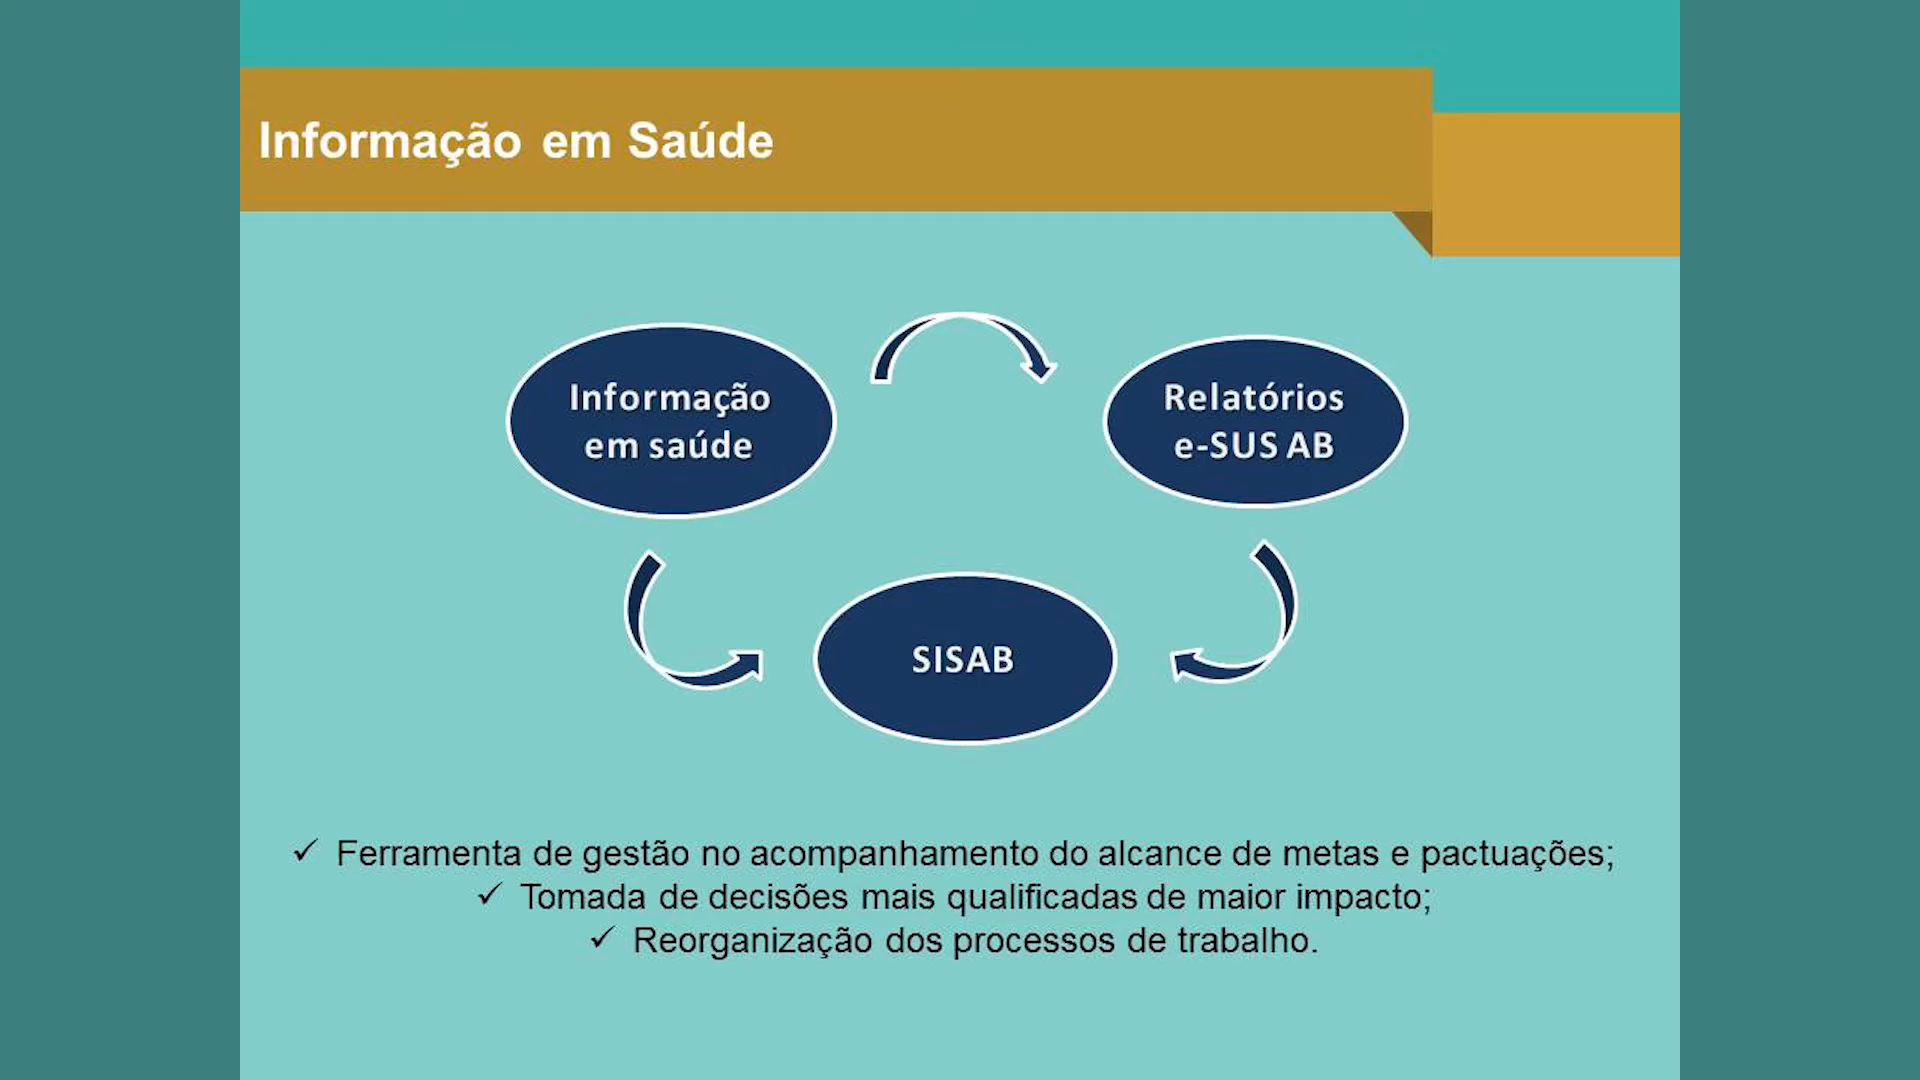 Informação em Saúde
Informação
em saúde
Relatórios
e-SUS AB
SISAB
✓ Ferramenta de gestão no acompanhamento do alcance de metas e pactuações;
✓ Tomada de decisões mais qualificadas de maior impacto;
✓ Reorganização dos processos de trabalho.